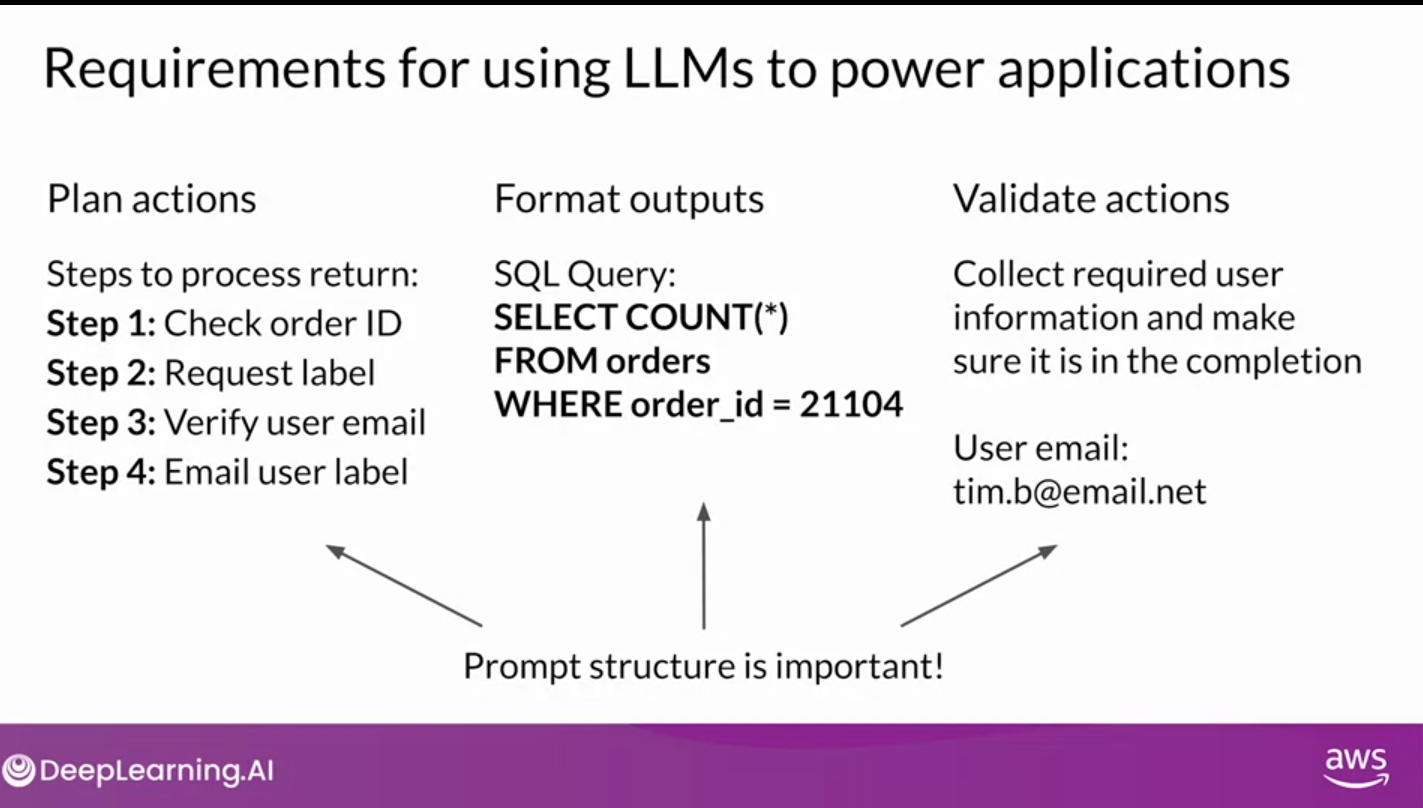 Requirements for using LLMs to power applications
Plan actions
Steps to process return:
Step 1: Check order ID
Step 2: Request label
Step 3: Verify user email
Step 4: Email user label
Format outputs
SQL Query:
SELECT COUNT(*)
FROM orders
WHERE order_id = 21104
Validate actions
Collect required user
information and make
sure it is in the completion
User email:
tim.b@email.net
Prompt structure is important!
DeepLearning.AI
aws